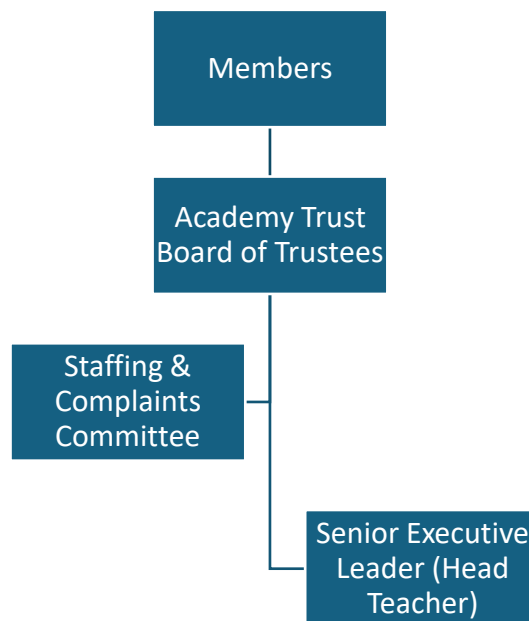 Members
Academy Trust
Board of Trustees
Staffing &
Complaints
Committee
Senior Executive
Leader (Head
Teacher)